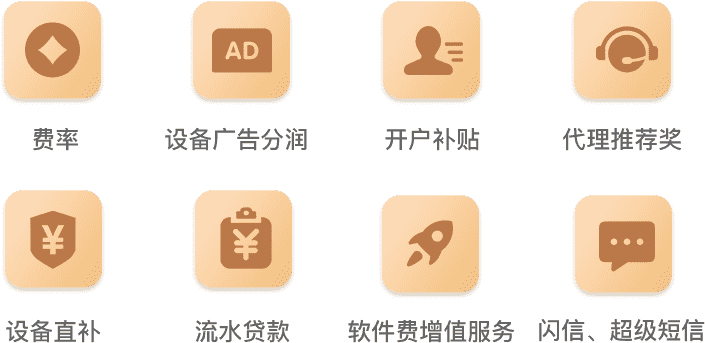 AD
费率
设备广告分润
开户补贴
代理推荐奖
¥
¥
设备直补
流水贷款
软件费增值服务
闪信、超级短信